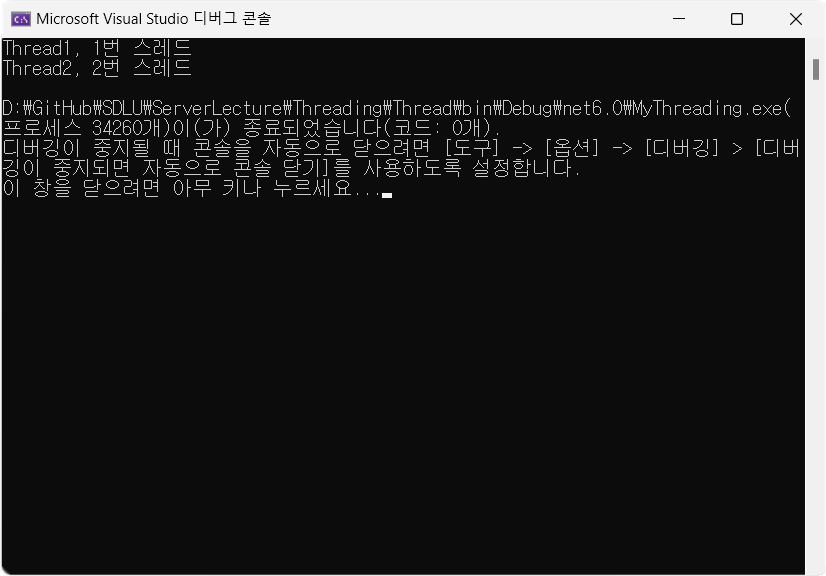 Microsoft Visual Studio 디버그 콘솔
Thread1, 1번 스레드
Thread2, 2번 스레드
D:₩GitHub₩SDLU₩ServerLecture₩Threading₩Thread₩bin₩Debug₩net6.0₩MyThreading.exe(
프로세스 34260개)이(가) 종료되었습니다(코드: 0개).
디버깅이 중지될 때 콘솔을 자동으로 닫으려면 [도구] -> [옵션] -> [디버깅] > [디버
깅이 중지되면 자동으로 콘솔 닫기]를 사용하도록 설정합니다.
이 창을 닫으려면 아무 키나 누르세요...